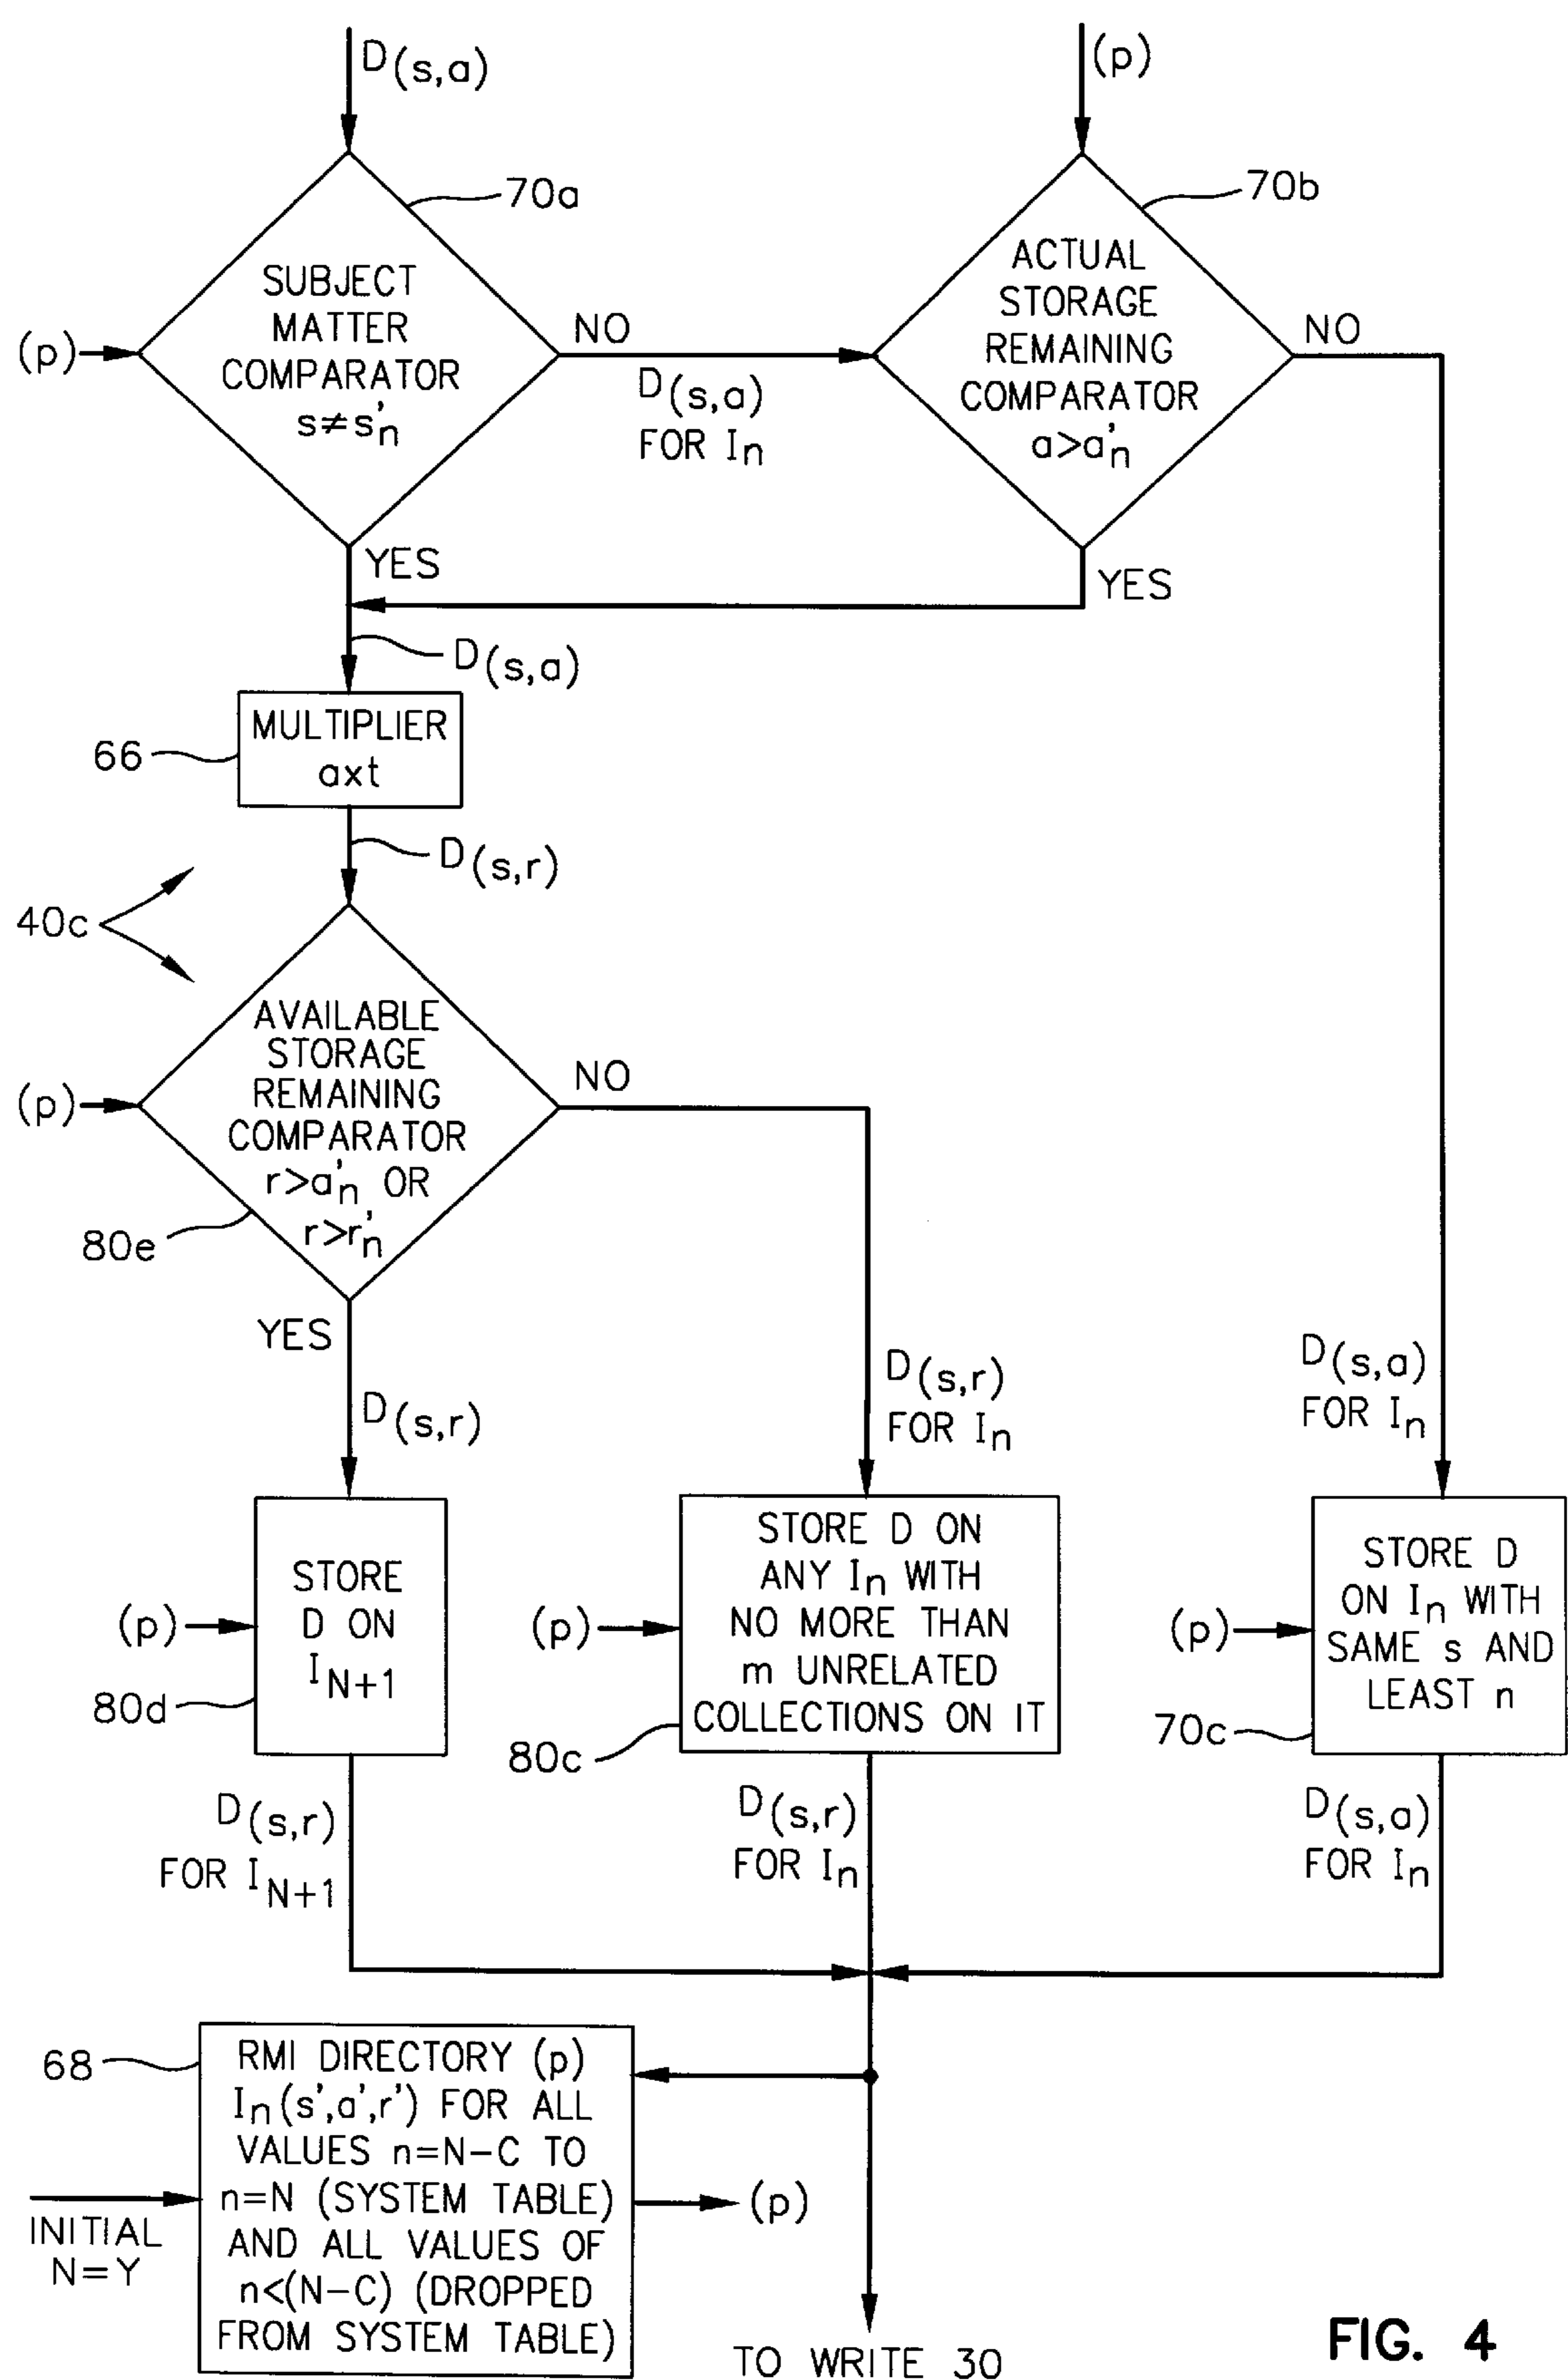 D(s,a)
(p)
70a
70b
SUBJECT
MATTER
COMPARATOR
s≠s'n
(p)
NO
D(s,a)
FOR In
ACTUAL
STORAGE
REMAINING
COMPARATOR
a>a'n
NO
YES
YES
D(s,a)
66
MULTIPLIER
axt
D(s,r)
40c
AVAILABLE
STORAGE
REMAINING
COMPARATOR
r>a'n OR
r>r'n
(p)
NO
80e
YES
D(s,r)
D(s,r)
FOR In
D(s,a)
FOR In
STORE
D ON
IN+1
(p)
80d
STORE D ON
ANY In WITH
NO MORE THAN
m UNRELATED
COLLECTIONS ON IT
(p)
80c
STORE D
ON In WITH
SAME s AND
LEAST n
(p)
70c
D(s,r)
FOR IN+1
D(s,r)
FOR In
D(s,a)
FOR In
68
RMI DIRECTORY (p)
In(s',a',r') FOR ALL
VALUES n=N-C TO
n=N (SYSTEM TABLE)
AND ALL VALUES OF
n<(N-C) (DROPPED
FROM SYSTEM TABLE)
INITIAL
N=Y
(p)
TO WRITE 30
FIG. 4